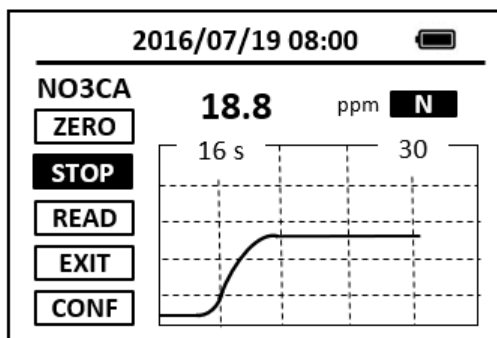 2016/07/19 08:00
NO3CA
18.8 ppm N
ZERO
16 s 30
STOP
READ
EXIT
CONF